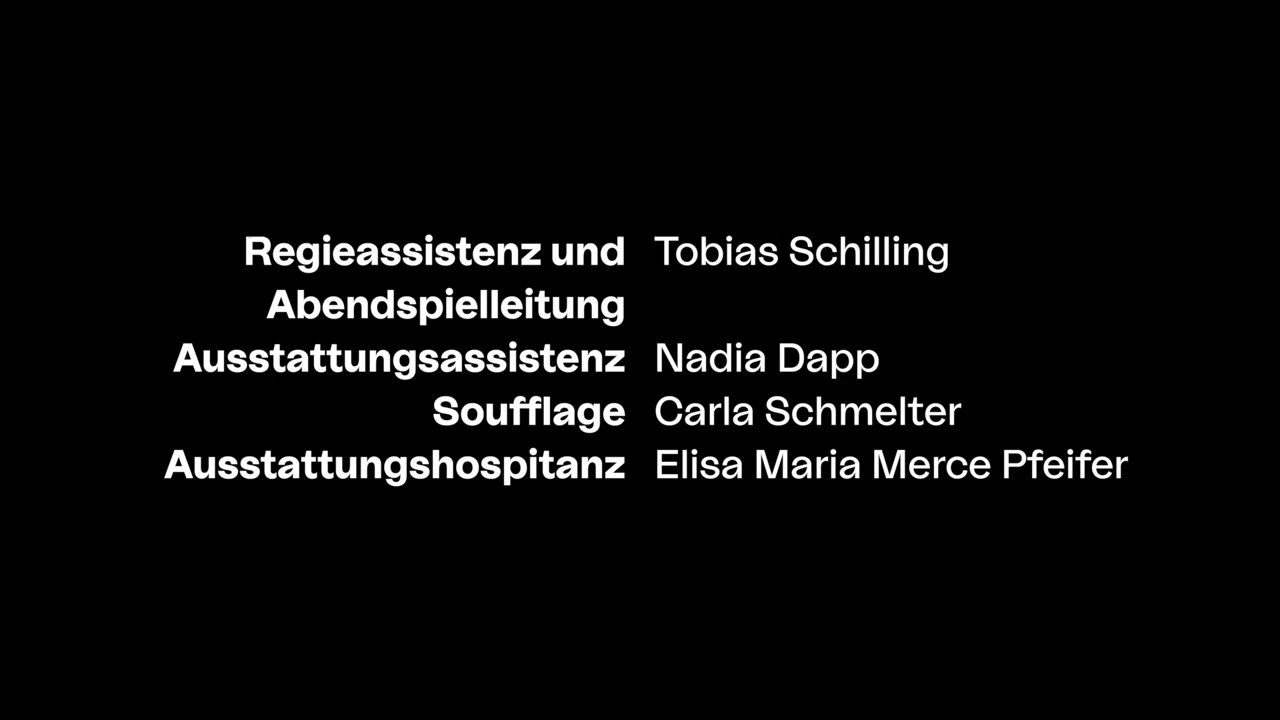 Regieassistenz und Tobias Schilling
Abendspielleitung
Ausstattungsassistenz Nadia Dapp
Soufflage Carla Schmelter
Ausstattungshospitanz Elisa Maria Merce Pfeifer